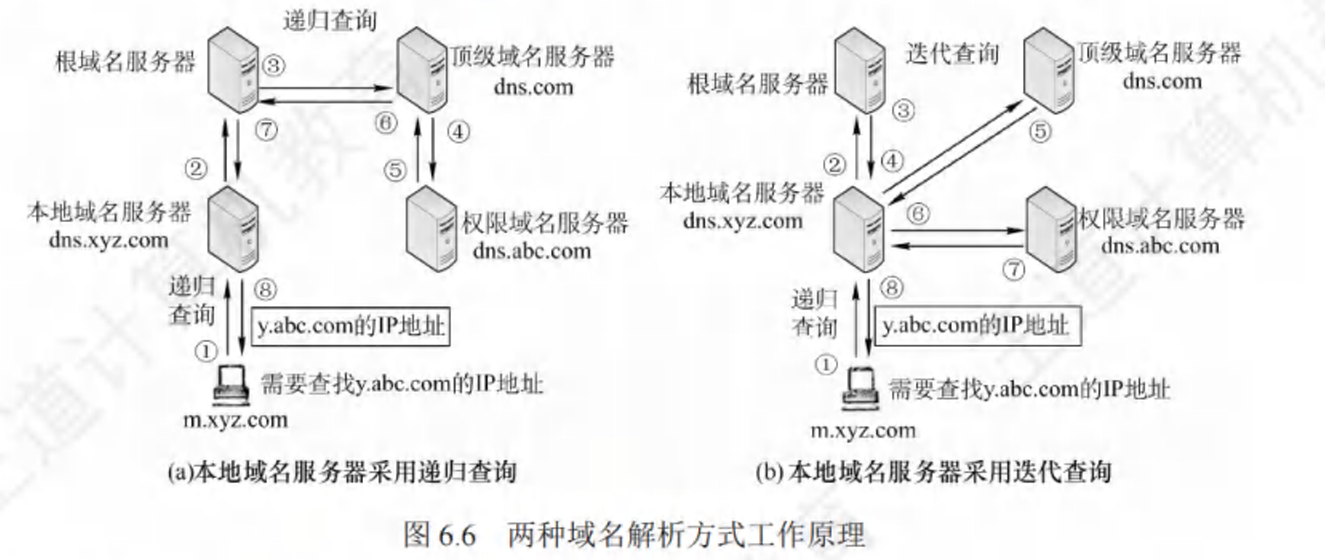 递归查询
根域名服务器
③
顶级域名服务器
dns.com
⑥
⑦
④
②
⑤
本地域名服务器
dns.xyz.com
权限域名服务器
dns.abc.com
递归
查询
⑧
y.abc.com的IP地址
①
需要查找y.abc.com的IP地址
m.xyz.com
(a)本地域名服务器采用递归查询
迭代查询
根域名服务器
顶级域名服务器
dns.com
③
⑤
②
④
本地域名服务器
dns.xyz.com
⑥
权限域名服务器
dns.abc.com
⑦
递归
查询
⑧
y.abc.com的IP地址
①
需要查找y.abc.com的IP地址
m.xyz.com
(b)本地域名服务器采用迭代查询
图 6.6 两种域名解析方式工作原理